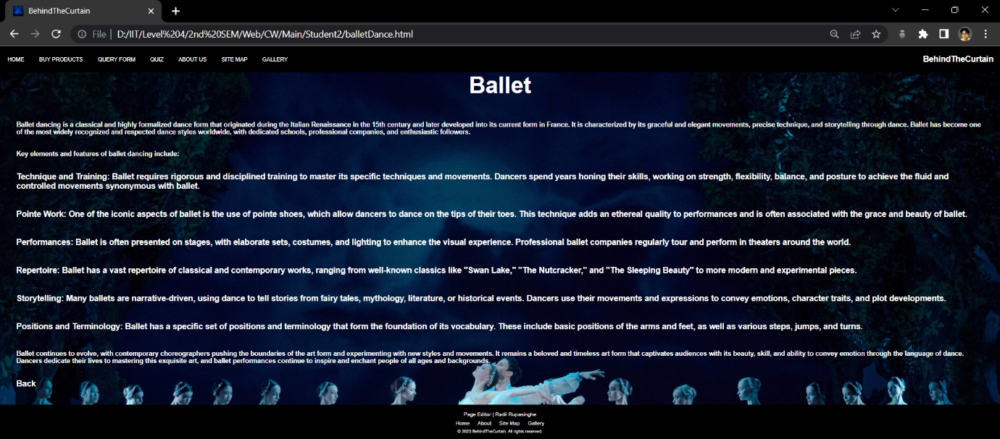 BehindTheCurtain
File | D:/IIT/Level%204/2nd%20SEM/Web/CW/Main/Student2/balletDance.html
HOME BUY PRODUCTS QUERY FORM QUIZ ABOUT US SITE MAP GALLERY BehindTheCurtain
Ballet
Ballet dancing is a classical and highly formalized dance form that originated during the Italian Renaissance in the 15th century and later developed into its current form in France. It is characterized by its graceful and elegant movements, precise technique, and storytelling through dance. Ballet has become one
of the most widely recognized and respected dance styles worldwide, with dedicated schools, professional companies, and enthusiastic followers.
Key elements and features of ballet dancing include:
Technique and Training: Ballet requires rigorous and disciplined training to master its specific techniques and movements. Dancers spend years honing their skills, working on strength, flexibility, balance, and posture to achieve the fluid and
controlled movements synonymous with ballet.
Pointe Work: One of the iconic aspects of ballet is the use of pointe shoes, which allow dancers to dance on the tips of their toes. This technique adds an ethereal quality to performances and is often associated with the grace and beauty of ballet.
Performances: Ballet is often presented on stages, with elaborate sets, costumes, and lighting to enhance the visual experience. Professional ballet companies regularly tour and perform in theaters around the world.
Repertoire: Ballet has a vast repertoire of classical and contemporary works, ranging from well-known classics like "Swan Lake," "The Nutcracker," and "The Sleeping Beauty" to more modern and experimental pieces.
Storytelling: Many ballets are narrative-driven, using dance to tell stories from fairy tales, mythology, literature, or historical events. Dancers use their movements and expressions to convey emotions, character traits, and plot developments.
Positions and Terminology: Ballet has a specific set of positions and terminology that form the foundation of its vocabulary. These include basic positions of the arms and feet, as well as various steps, jumps, and turns.
Ballet continues to evolve, with contemporary choreographers pushing the boundaries of the art form and experimenting with new styles and movements. It remains a beloved and timeless art form that captivates audiences with its beauty, skill, and ability to convey emotion through the language of dance.
Dancers dedicate their lives to mastering this exquisite art, and ballet performances continue to inspire and enchant people of all ages and backgrounds.
Back
Page Editor | Radil Rupasinghe
Home About Site Map Gallery
© 2023 BehindTheCurtain. All rights reserved.